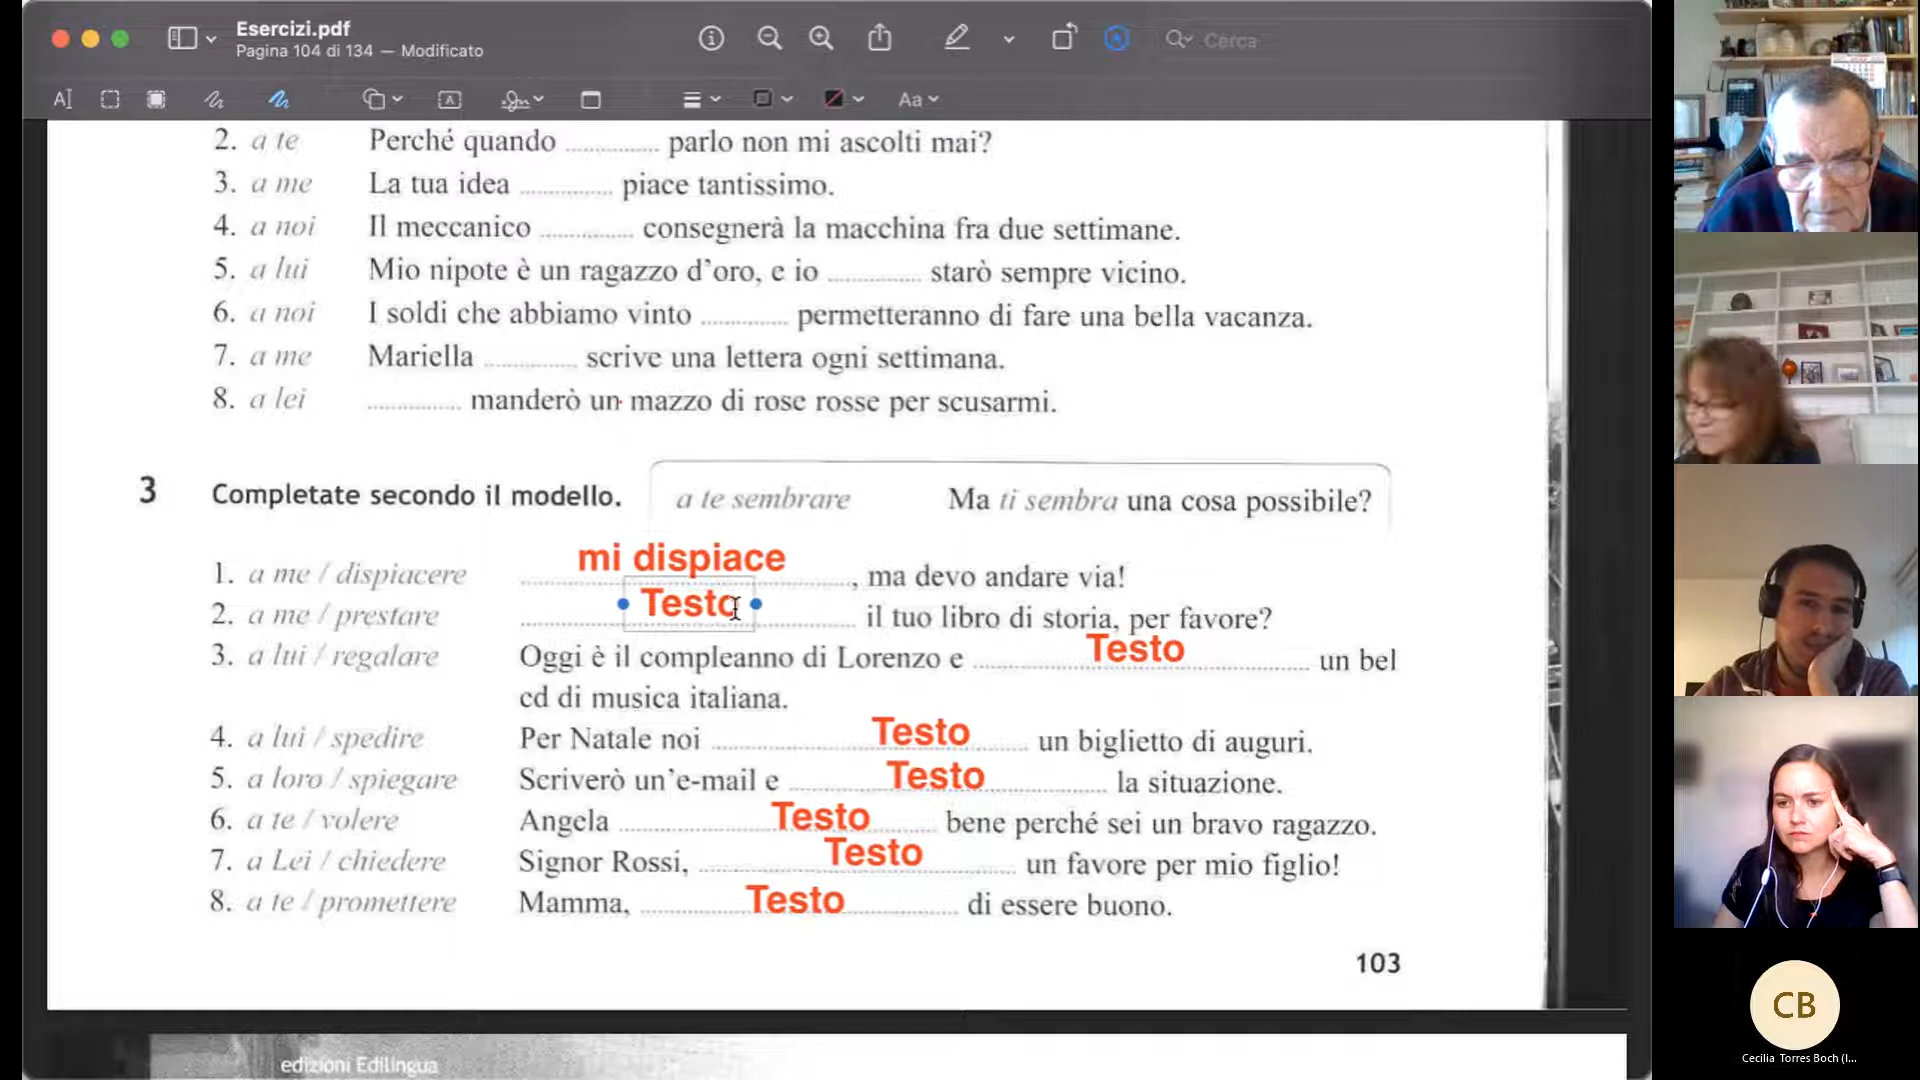 Esercizi.pdf
Pagina 104 di 134 — Modificato
Cerca
2. a te Perché quando ............ parlo non mi ascolti mai?
3. a me La tua idea ............ piace tantissimo.
4. a noi Il meccanico ............ consegnerà la macchina fra due settimane.
5. a lui Mio nipote è un ragazzo d'oro, e io ............ starò sempre vicino.
6. a noi I soldi che abbiamo vinto ............ permetteranno di fare una bella vacanza.
7. a me Mariella ............ scrive una lettera ogni settimana.
8. a lei ............ manderò un mazzo di rose rosse per scusarmi.
3 Completate secondo il modello. a te sembrare Ma ti sembra una cosa possibile?
1. a me / dispiacere mi dispiace , ma devo andare via!
2. a me / prestare Testo il tuo libro di storia, per favore?
3. a lui / regalare Oggi è il compleanno di Lorenzo e Testo un bel
cd di musica italiana.
4. a lui / spedire Per Natale noi Testo un biglietto di auguri.
5. a loro / spiegare Scriverò un'e-mail e Testo la situazione.
6. a te / volere Angela Testo bene perché sei un bravo ragazzo.
7. a Lei / chiedere Signor Rossi, Testo un favore per mio figlio!
8. a te / promettere Mamma, Testo di essere buono.
103
edizioni Edilingua
CB
Cecilia Torres Boch (I...